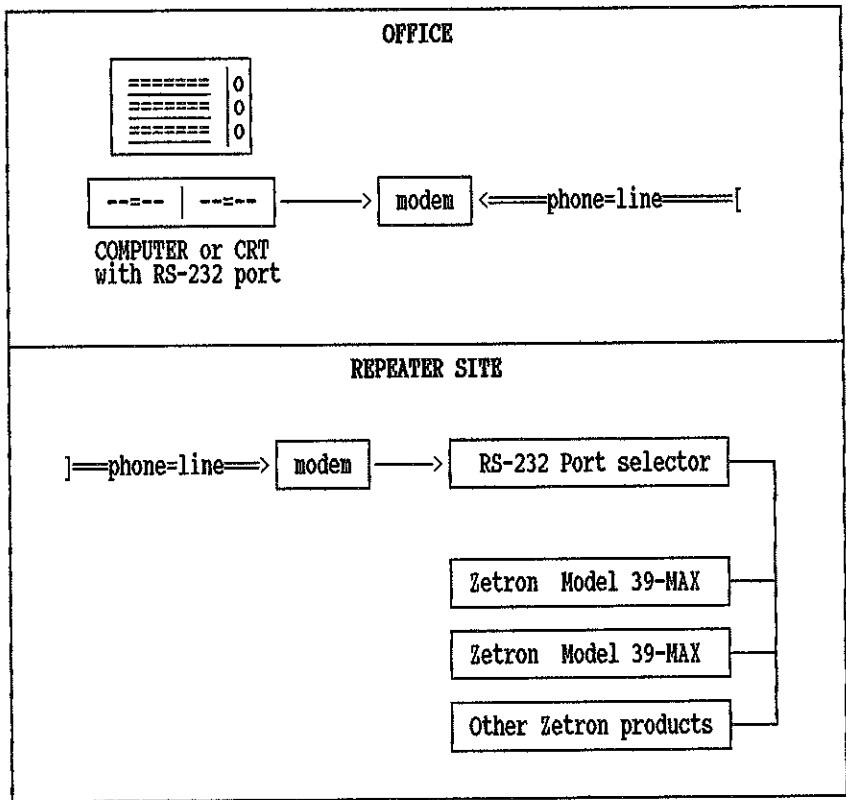 OFFICE
======= O
======= O
======= O
--=-- | --=--
modem
<=====phone=line=====[
COMPUTER or CRT
with RS-232 port
REPEATER SITE
]===phone=line===>
modem
RS-232 Port selector
Zetron Model 39-MAX
Zetron Model 39-MAX
Other Zetron products